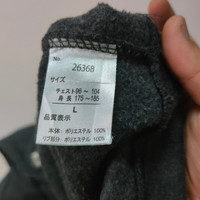 No. 26368
サイズ
チェスト96 ~ 104
身長 175 ~ 185
L
品質表示
本体: ポリエステル 100%
リブ部分: ポリエステル 100%